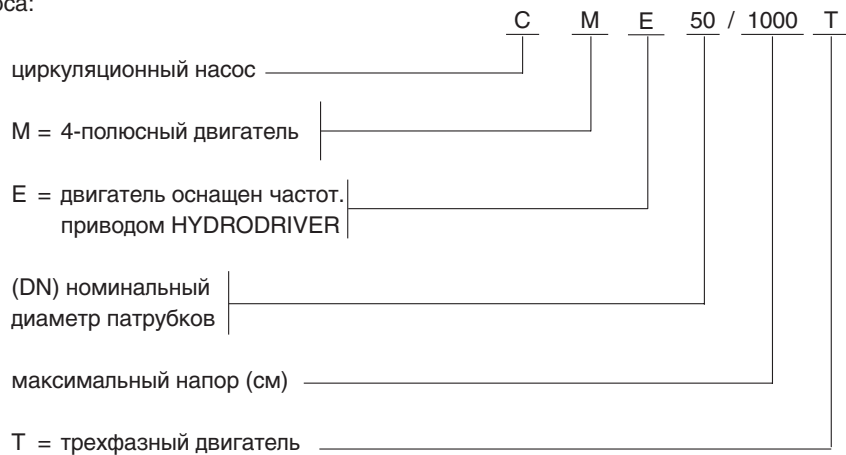 оса:
C M E 50 / 1000 T
циркуляционный насос
M = 4-полюсный двигатель
E = двигатель оснащен частот.
приводом HYDRODRIVER
(DN) номинальный
диаметр патрубков
максимальный напор (см)
T = трехфазный двигатель